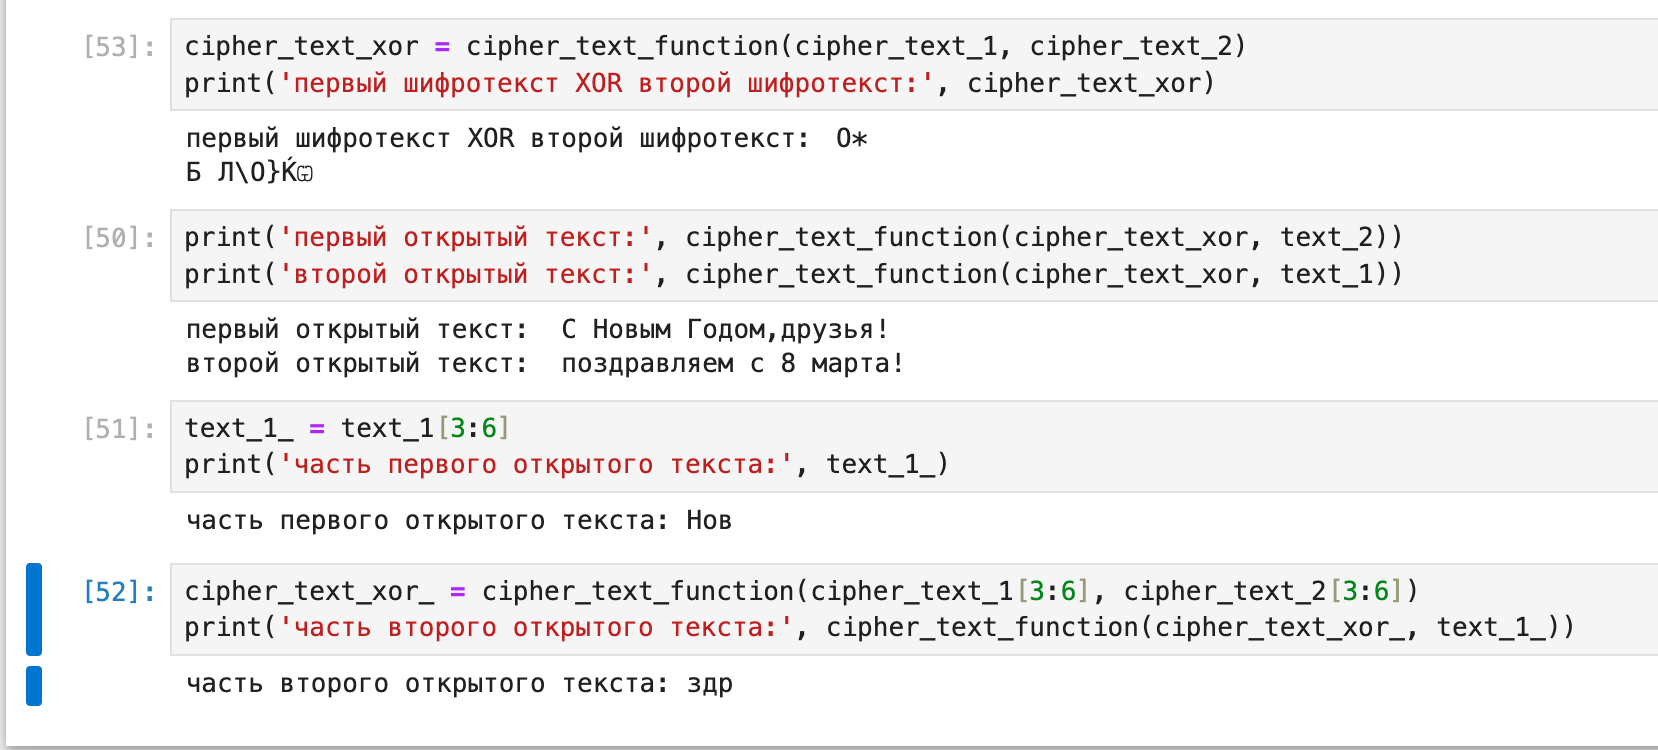 [53]: cipher_text_xor = cipher_text_function(cipher_text_1, cipher_text_2)
print('первый шифротекст XOR второй шифротекст:', cipher_text_xor)
первый шифротекст XOR второй шифротекст: О*
Б Л\О}Ќ
[50]: print('первый открытый текст:', cipher_text_function(cipher_text_xor, text_2))
print('второй открытый текст:', cipher_text_function(cipher_text_xor, text_1))
первый открытый текст:  С Новым Годом,друзья!
второй открытый текст:  поздравляем с 8 марта!
[51]: text_1_ = text_1[3:6]
print('часть первого открытого текста:', text_1_)
часть первого открытого текста: Нов
[52]: cipher_text_xor_ = cipher_text_function(cipher_text_1[3:6], cipher_text_2[3:6])
print('часть второго открытого текста:', cipher_text_function(cipher_text_xor_, text_1_))
часть второго открытого текста: здр